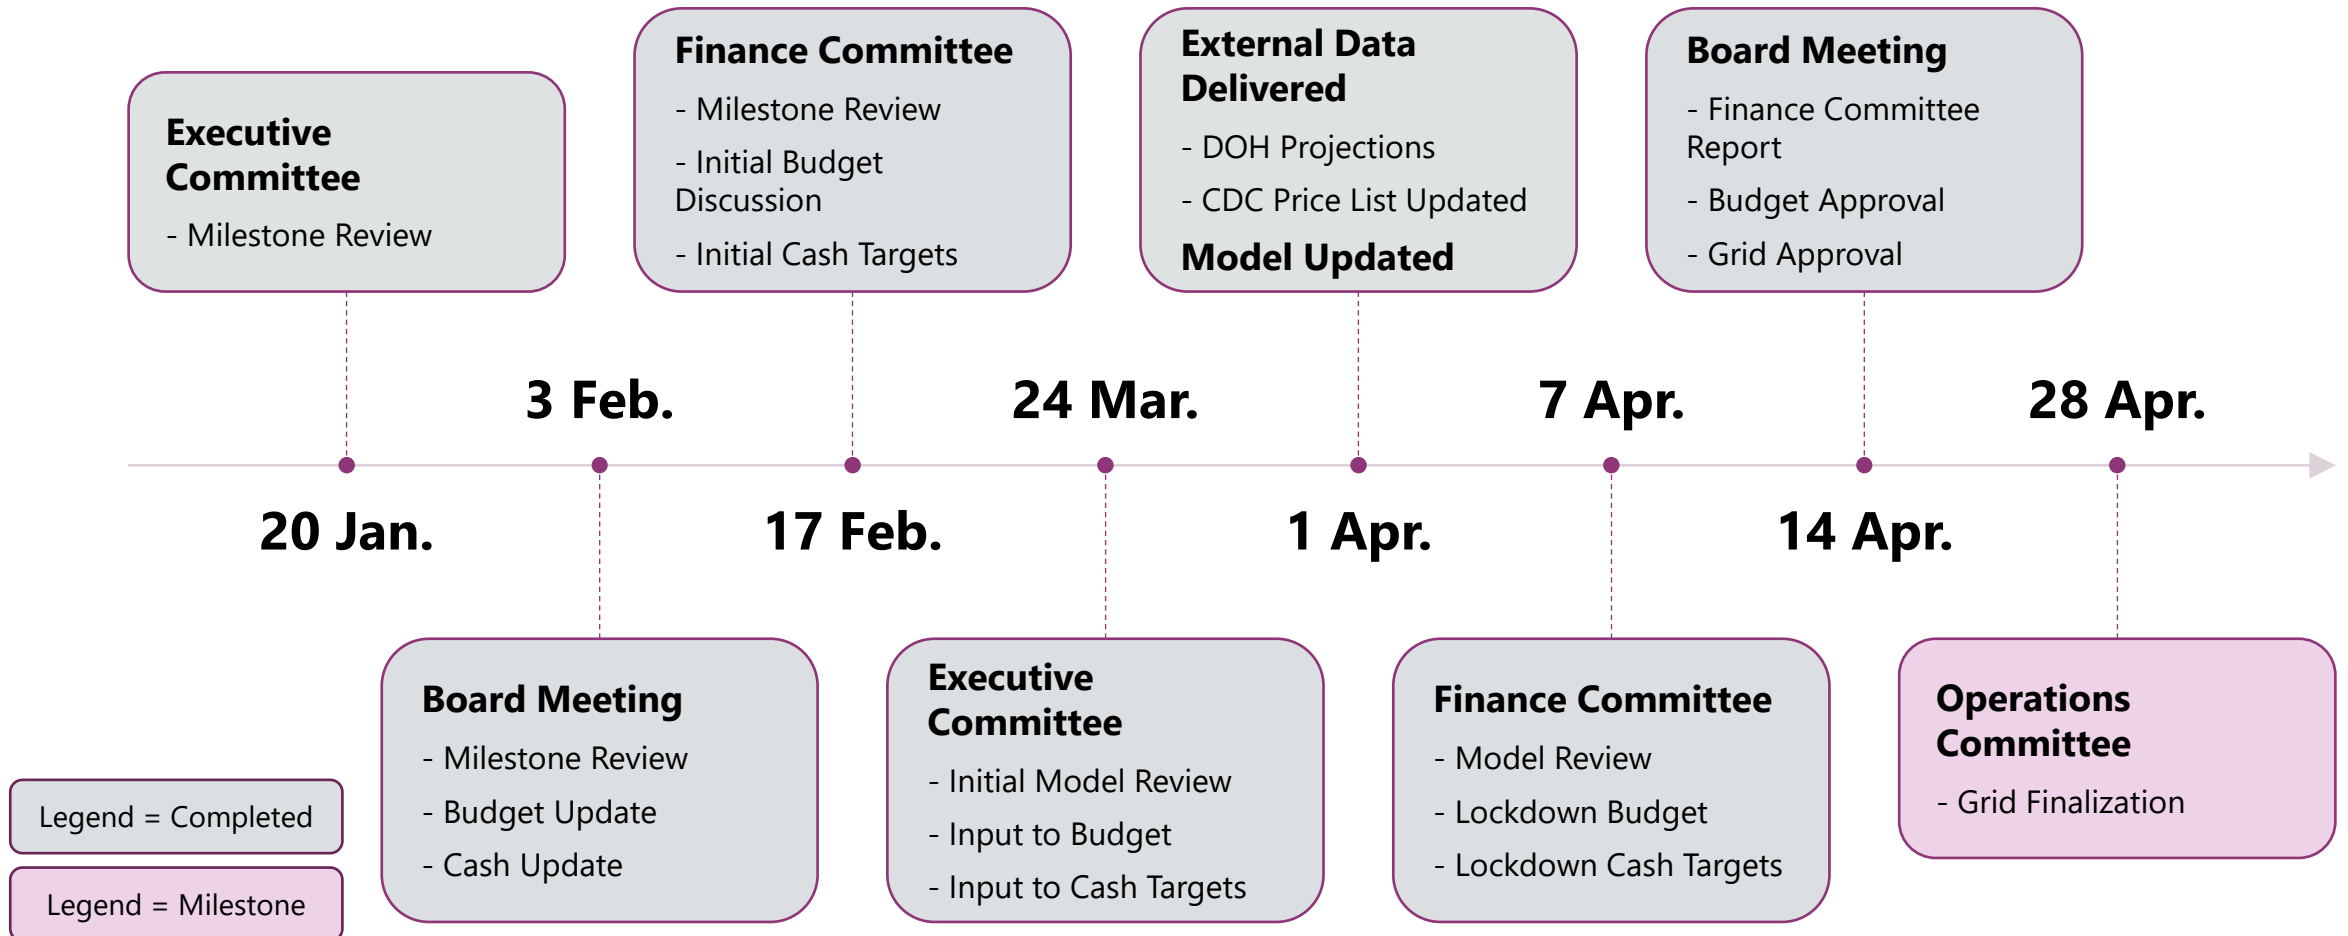 Executive
Committee
- Milestone Review
Finance Committee
- Milestone Review
- Initial Budget
Discussion
- Initial Cash Targets
External Data
Delivered
- DOH Projections
- CDC Price List Updated
Model Updated
Board Meeting
- Finance Committee
Report
- Budget Approval
- Grid Approval
3 Feb.
24 Mar.
7 Apr.
28 Apr.
20 Jan.
17 Feb.
1 Apr.
14 Apr.
Board Meeting
- Milestone Review
- Budget Update
- Cash Update
Executive
Committee
- Initial Model Review
- Input to Budget
- Input to Cash Targets
Finance Committee
- Model Review
- Lockdown Budget
- Lockdown Cash Targets
Operations
Committee
- Grid Finalization
Legend = Completed
Legend = Milestone